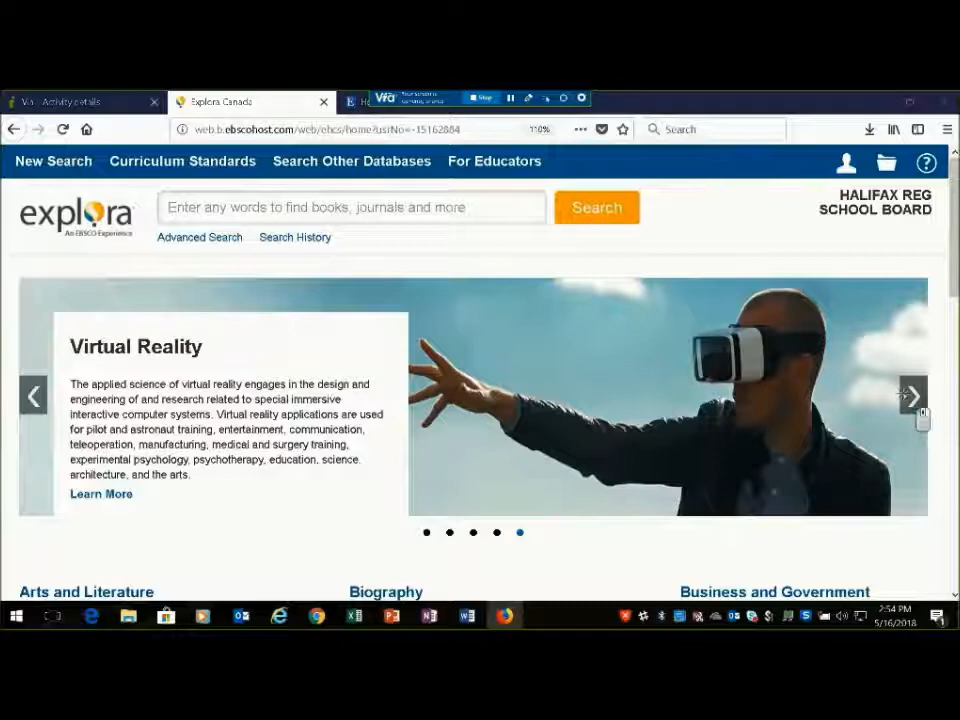 Via - Activity details
Explora Canada
Via
Stop
web.b.ebscohost.com/web/ehcs/home?usrNo=-15162884
110%
Search
New Search Curriculum Standards Search Other Databases For Educators
explora
An EBSCO Experience
Enter any words to find books, journals and more
Search
Advanced Search Search History
HALIFAX REG
SCHOOL BOARD
Virtual Reality
The applied science of virtual reality engages in the design and
engineering of and research related to special immersive
interactive computer systems. Virtual reality applications are used
for pilot and astronaut training, entertainment, communication,
teleoperation, manufacturing, medical and surgery training,
experimental psychology, psychotherapy, education, science,
architecture, and the arts.
Learn More
Arts and Literature
Biography
Business and Government
2:54 PM
5/16/2018